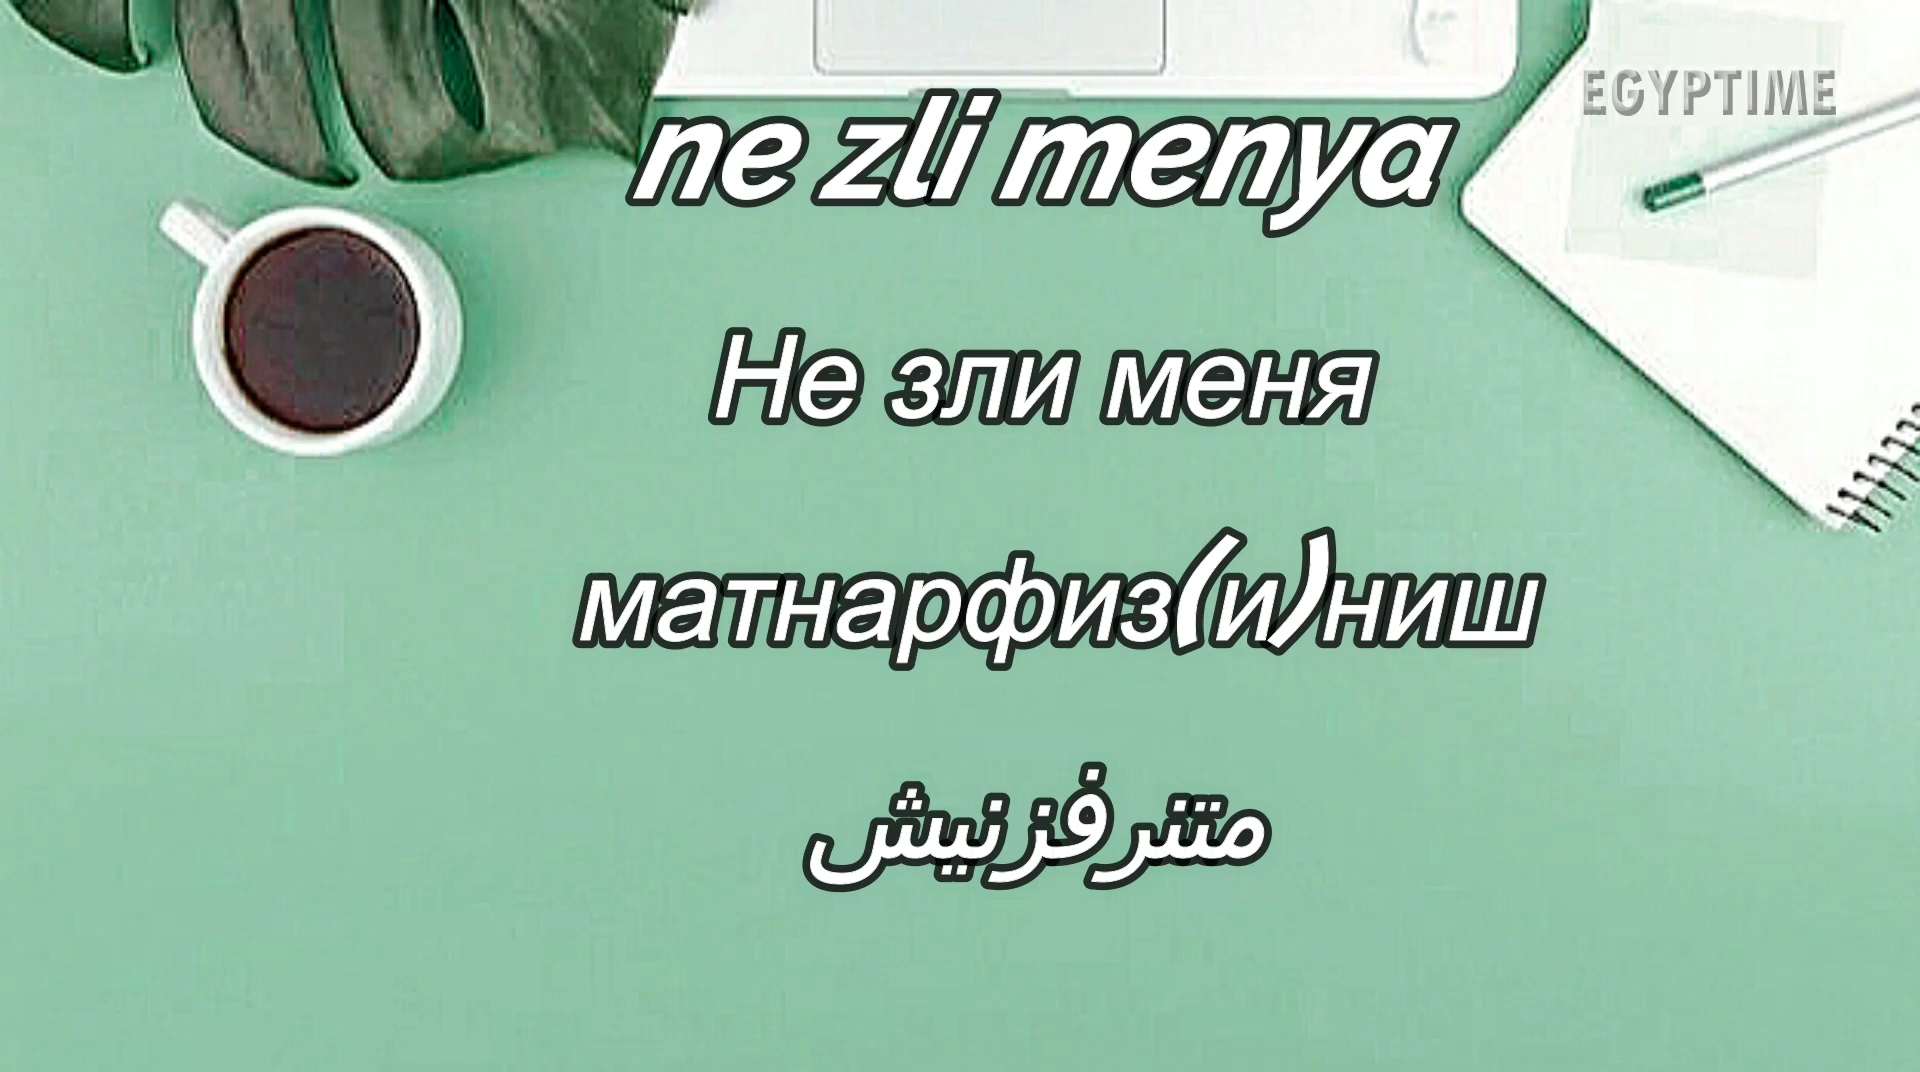 EGYPTIME
ne zli menya
Не зли меня
матнарфиз(и)ниш
متنرفزنيش